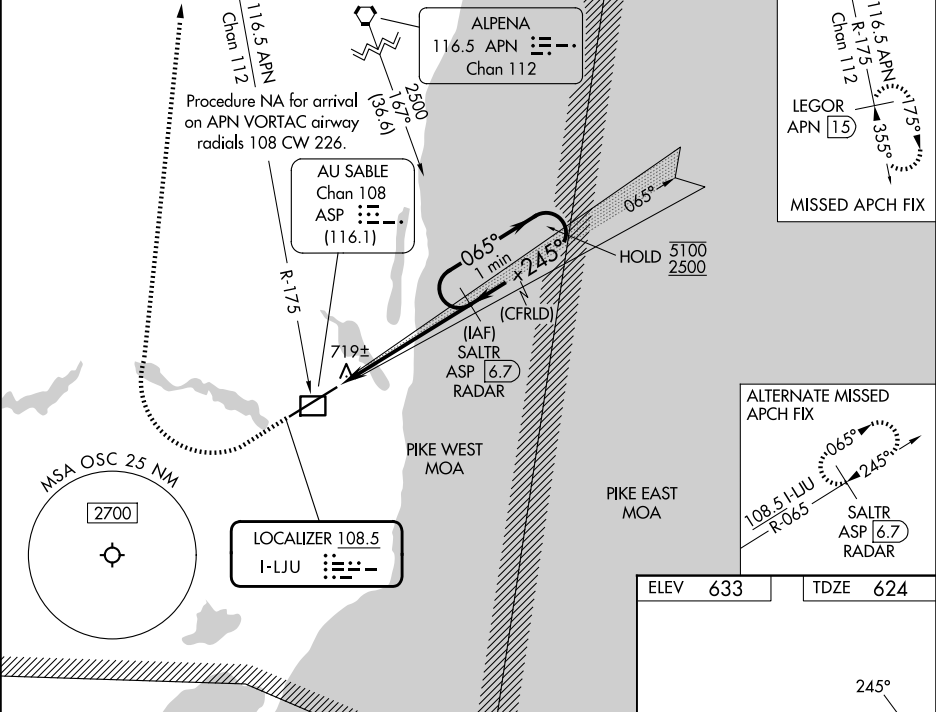 116.5 APN
Chan 112
ALPENA
116.5 APN
Chan 112
2500
167°
(36.6)
Procedure NA for arrival
on APN VORTAC airway
radials 108 CW 226.
AU SABLE
Chan 108
ASP
(116.1)
R-175
116.5 APN
R-175
Chan 112
LEGOR
APN 15
175°
355°
MISSED APCH FIX
065°
065°
1 min
+245°
HOLD 5100
2500
(CFRLD)
(IAF)
SALTR
ASP 6.7
RADAR
719±
PIKE WEST
MOA
PIKE EAST
MOA
MSA OSC 25 NM
2700
LOCALIZER 108.5
I-LJU
ALTERNATE MISSED
APCH FIX
065°
245°
108.5 I-LJU
R-065
SALTR
ASP 6.7
RADAR
ELEV 633
TDZE 624
245°
N